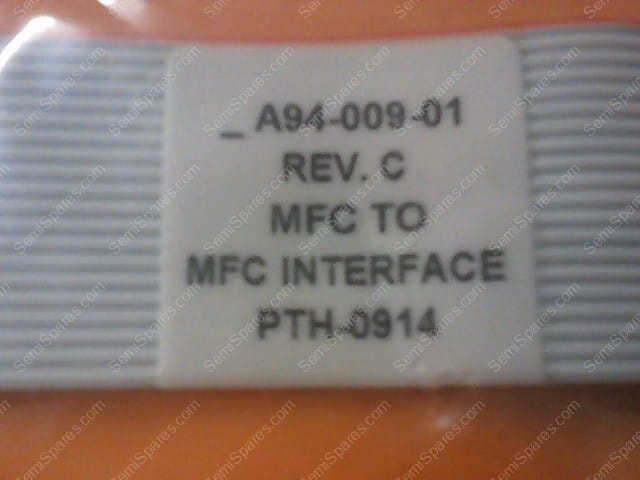 _ A94-009-01
REV. C
MFC TO
MFC INTERFACE
PTH-0914
SemiSpares.com